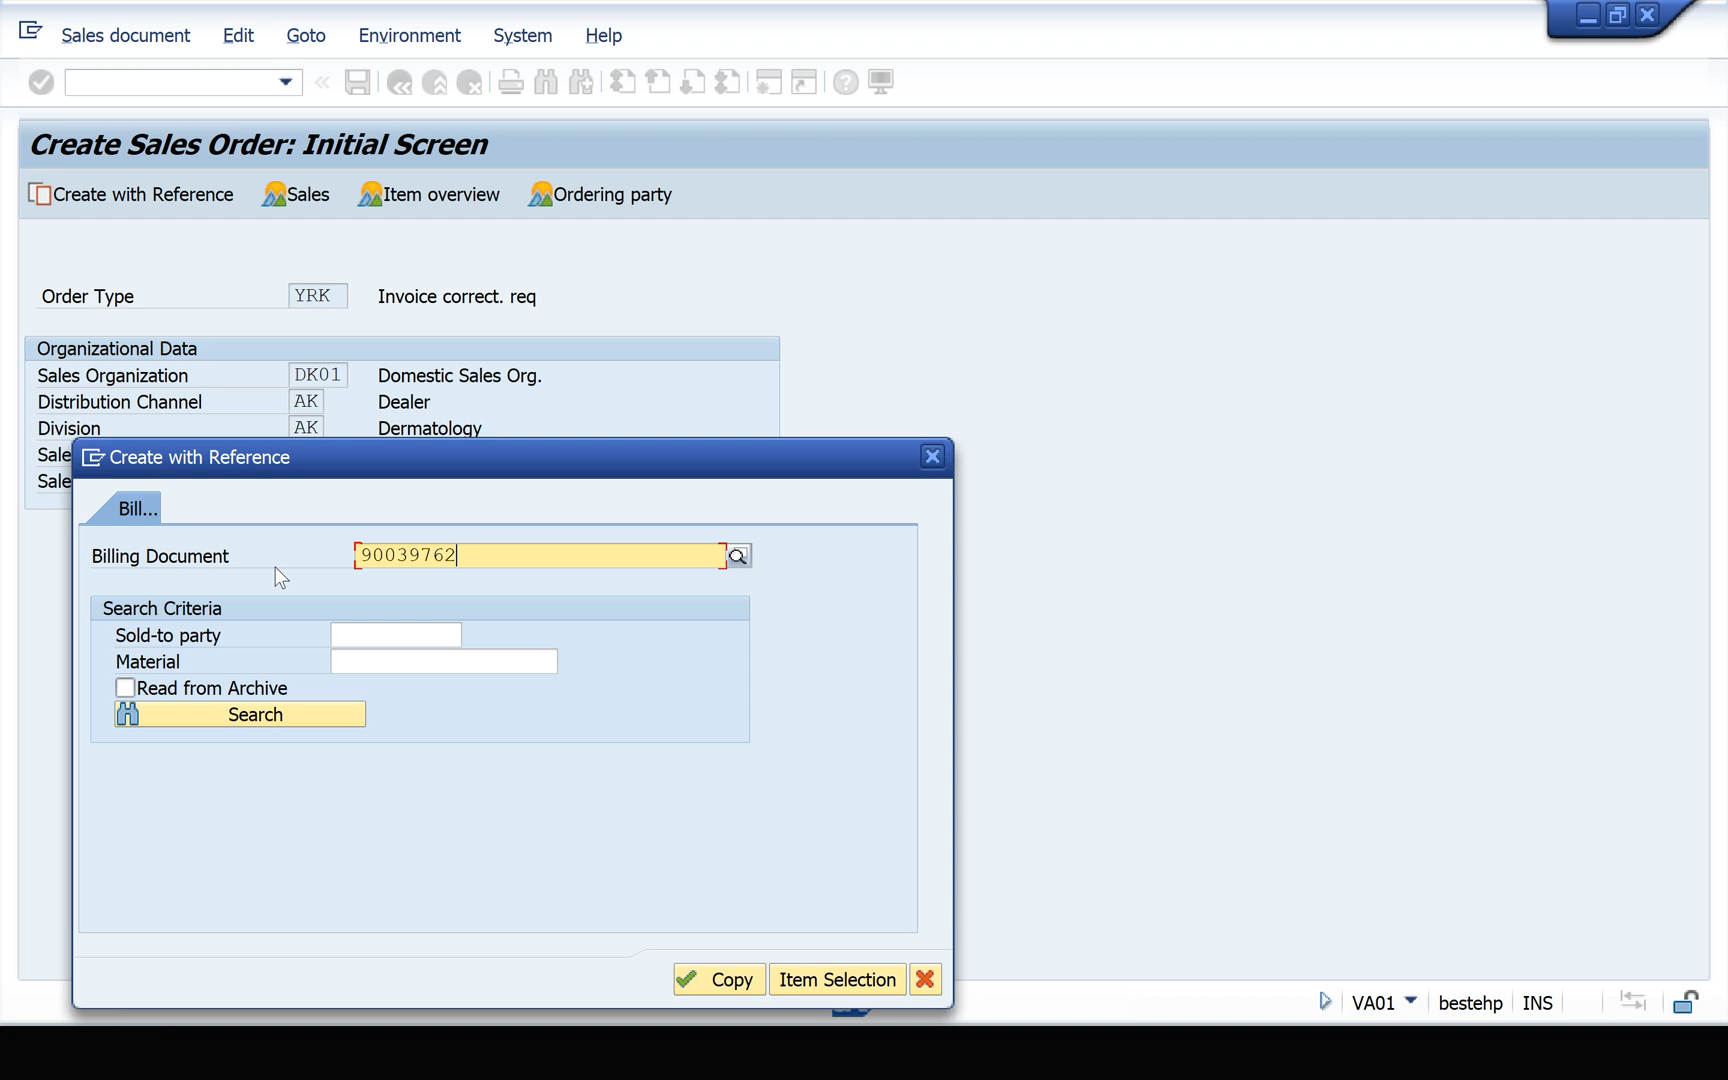 Sales document Edit Goto Environment System Help
Create Sales Order: Initial Screen
Create with Reference Sales Item overview Ordering party
Order Type YRK Invoice correct. req
Organizational Data
Sales Organization DK01 Domestic Sales Org.
Distribution Channel AK Dealer
Division AK Dermatology
Sale
Sale
Create with Reference
Bill...
Billing Document 90039762
Search Criteria
Sold-to party
Material
Read from Archive
Search
Copy Item Selection
VA01 bestehp INS